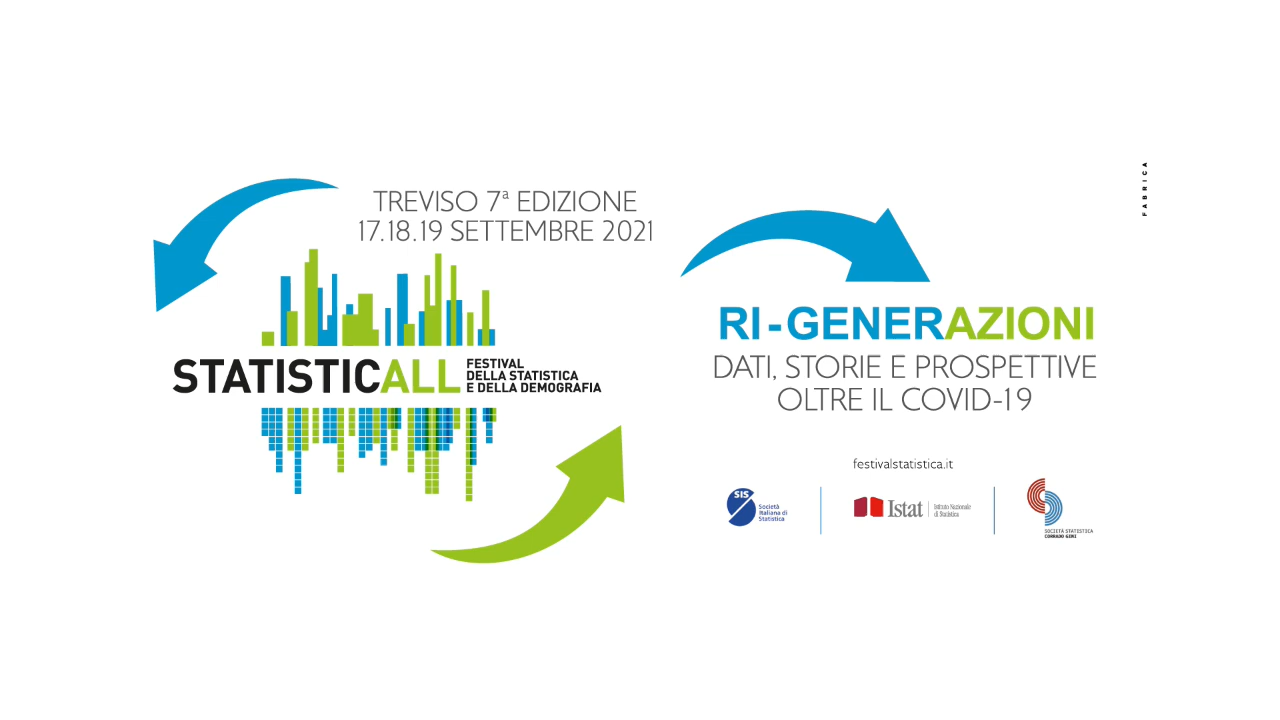 TREVISO 7ª EDIZIONE
17.18.19 SETTEMBRE 2021
STATISTICALL
FESTIVAL
DELLA STATISTICA
E DELLA DEMOGRAFIA
RI-GENERAZIONI
DATI, STORIE E PROSPETTIVE
OLTRE IL COVID-19
festivalstatistica.it
SIS
Società
Italiana di
Statistica
Istat
Istituto Nazionale
di Statistica
SOCIETÀ STATISTICA
CORRADO GINI
FABRICA